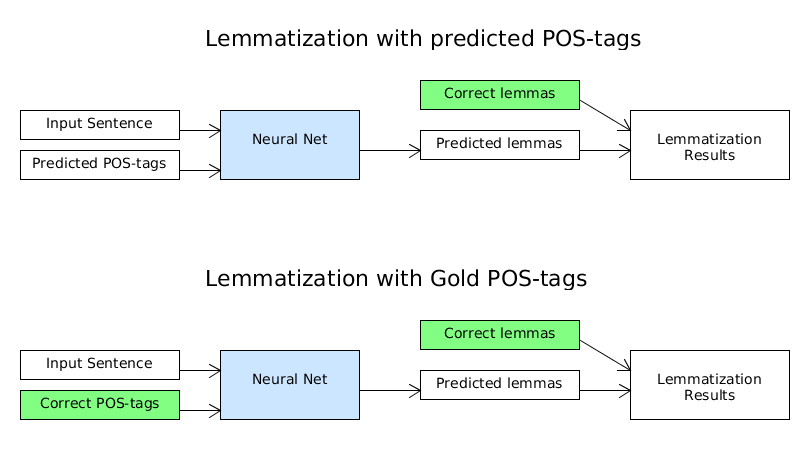 Lemmatization with predicted POS-tags
Correct lemmas
Input Sentence
Neural Net
Predicted lemmas
Lemmatization
Results
Predicted POS-tags
Lemmatization with Gold POS-tags
Correct lemmas
Input Sentence
Neural Net
Predicted lemmas
Lemmatization
Results
Correct POS-tags